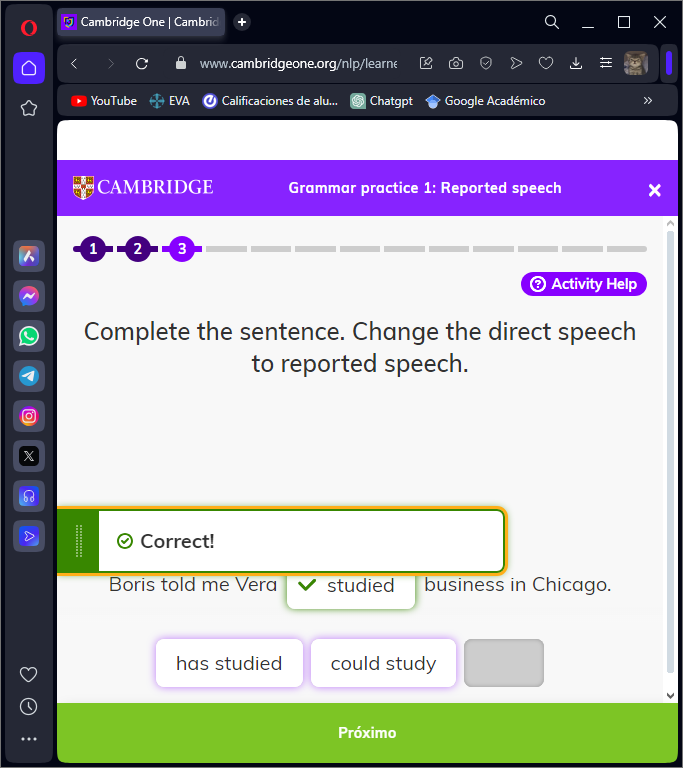 Cambridge One | Cambrid
www.cambridgeone.org/nlp/learne
YouTube EVA Calificaciones de alu... Chatgpt Google Académico »
CAMBRIDGE Grammar practice 1: Reported speech
1 2 3
Activity Help
Complete the sentence. Change the direct speech
to reported speech.
Correct!
Boris told me Vera studied business in Chicago.
has studied could study
Próximo